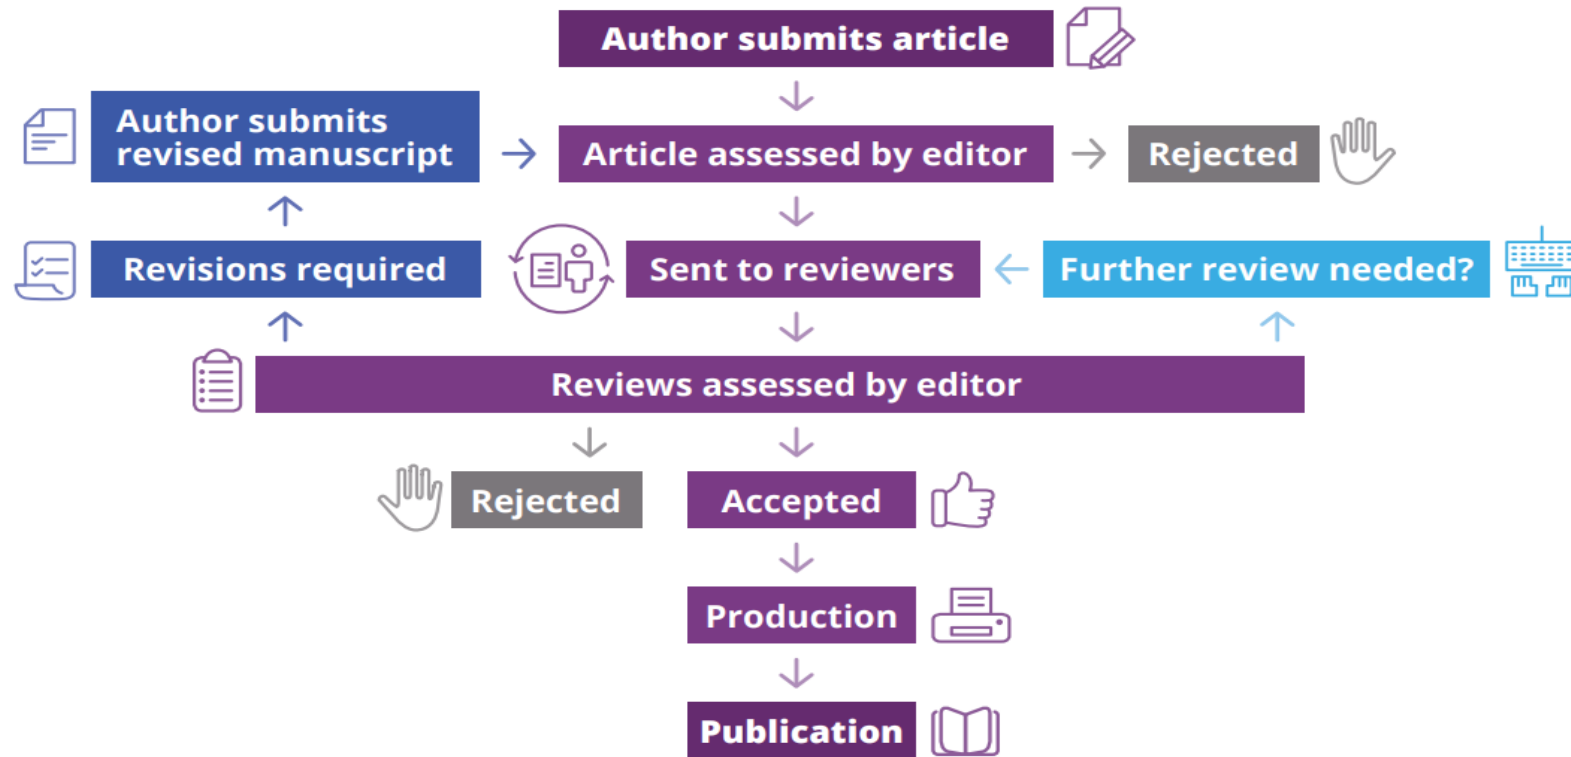 Author submits article
Author submits
revised manuscript
Article assessed by editor
Rejected
Revisions required
Sent to reviewers
Further review needed?
Reviews assessed by editor
Rejected
Accepted
Production
Publication